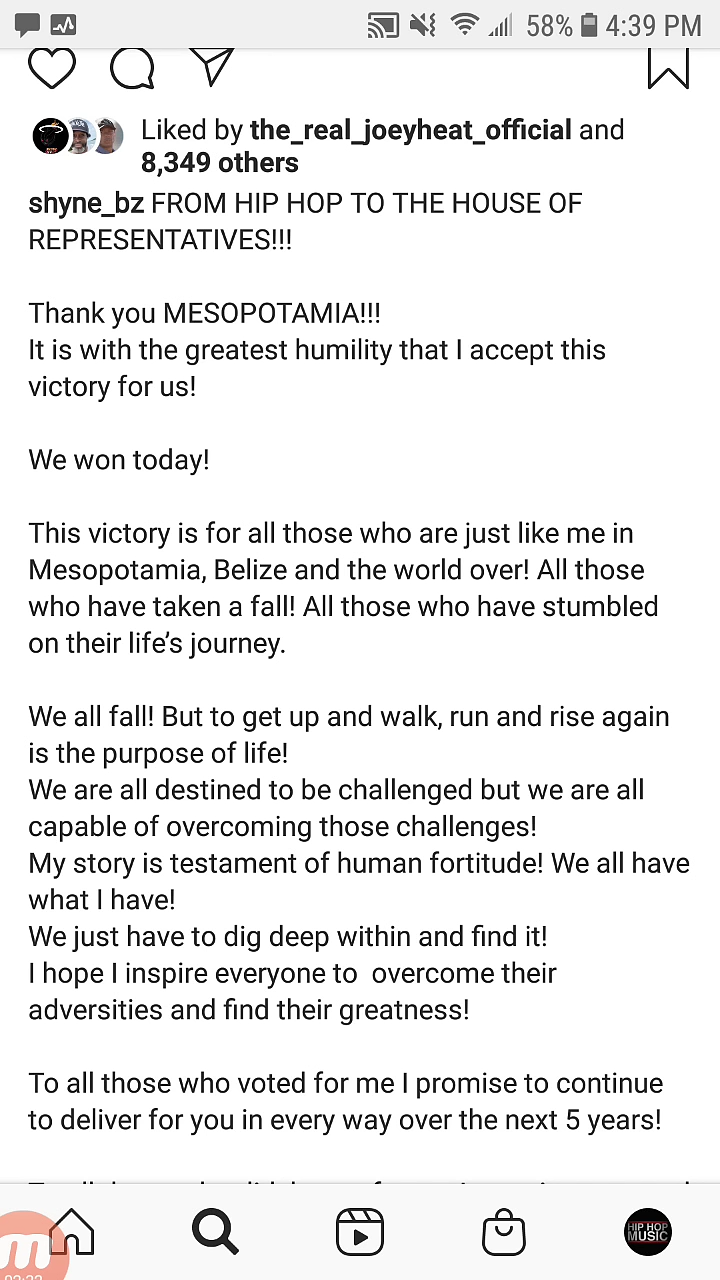 58% 4:39 PM
Liked by the_real_joeyheat_official and
8,349 others
shyne_bz FROM HIP HOP TO THE HOUSE OF
REPRESENTATIVES!!!
Thank you MESOPOTAMIA!!!
It is with the greatest humility that I accept this
victory for us!
We won today!
This victory is for all those who are just like me in
Mesopotamia, Belize and the world over! All those
who have taken a fall! All those who have stumbled
on their life’s journey.
We all fall! But to get up and walk, run and rise again
is the purpose of life!
We are all destined to be challenged but we are all
capable of overcoming those challenges!
My story is testament of human fortitude! We all have
what I have!
We just have to dig deep within and find it!
I hope I inspire everyone to  overcome their
adversities and find their greatness!
To all those who voted for me I promise to continue
to deliver for you in every way over the next 5 years!
HIP HOP
MUSIC